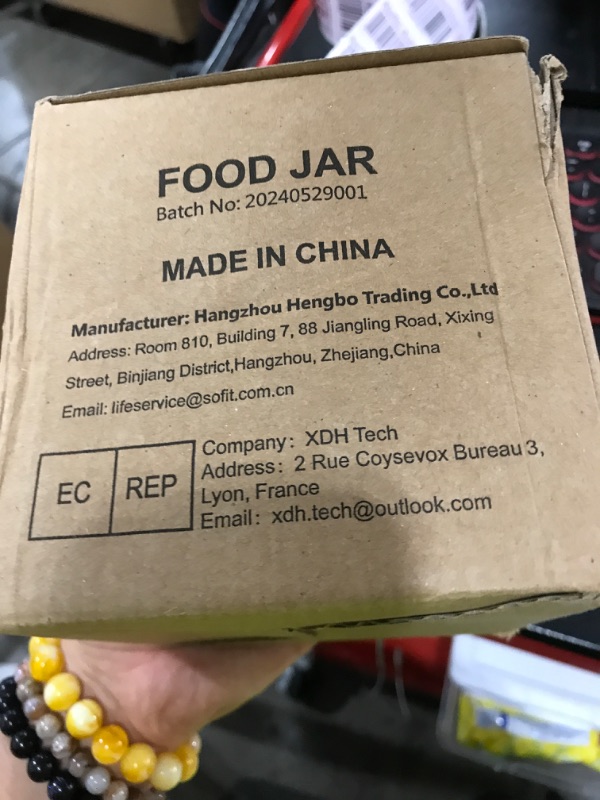 FOOD JAR
Batch No: 20240529001
MADE IN CHINA
Manufacturer: Hangzhou Hengbo Trading Co.,Ltd
Address: Room 810, Building 7, 88 Jiangling Road, Xixing
Street, Binjiang District,Hangzhou, Zhejiang,China
Email: lifeservice@sofit.com.cn
EC REP
Company: XDH Tech
Address: 2 Rue Coysevox Bureau 3,
Lyon, France
Email: xdh.tech@outlook.com